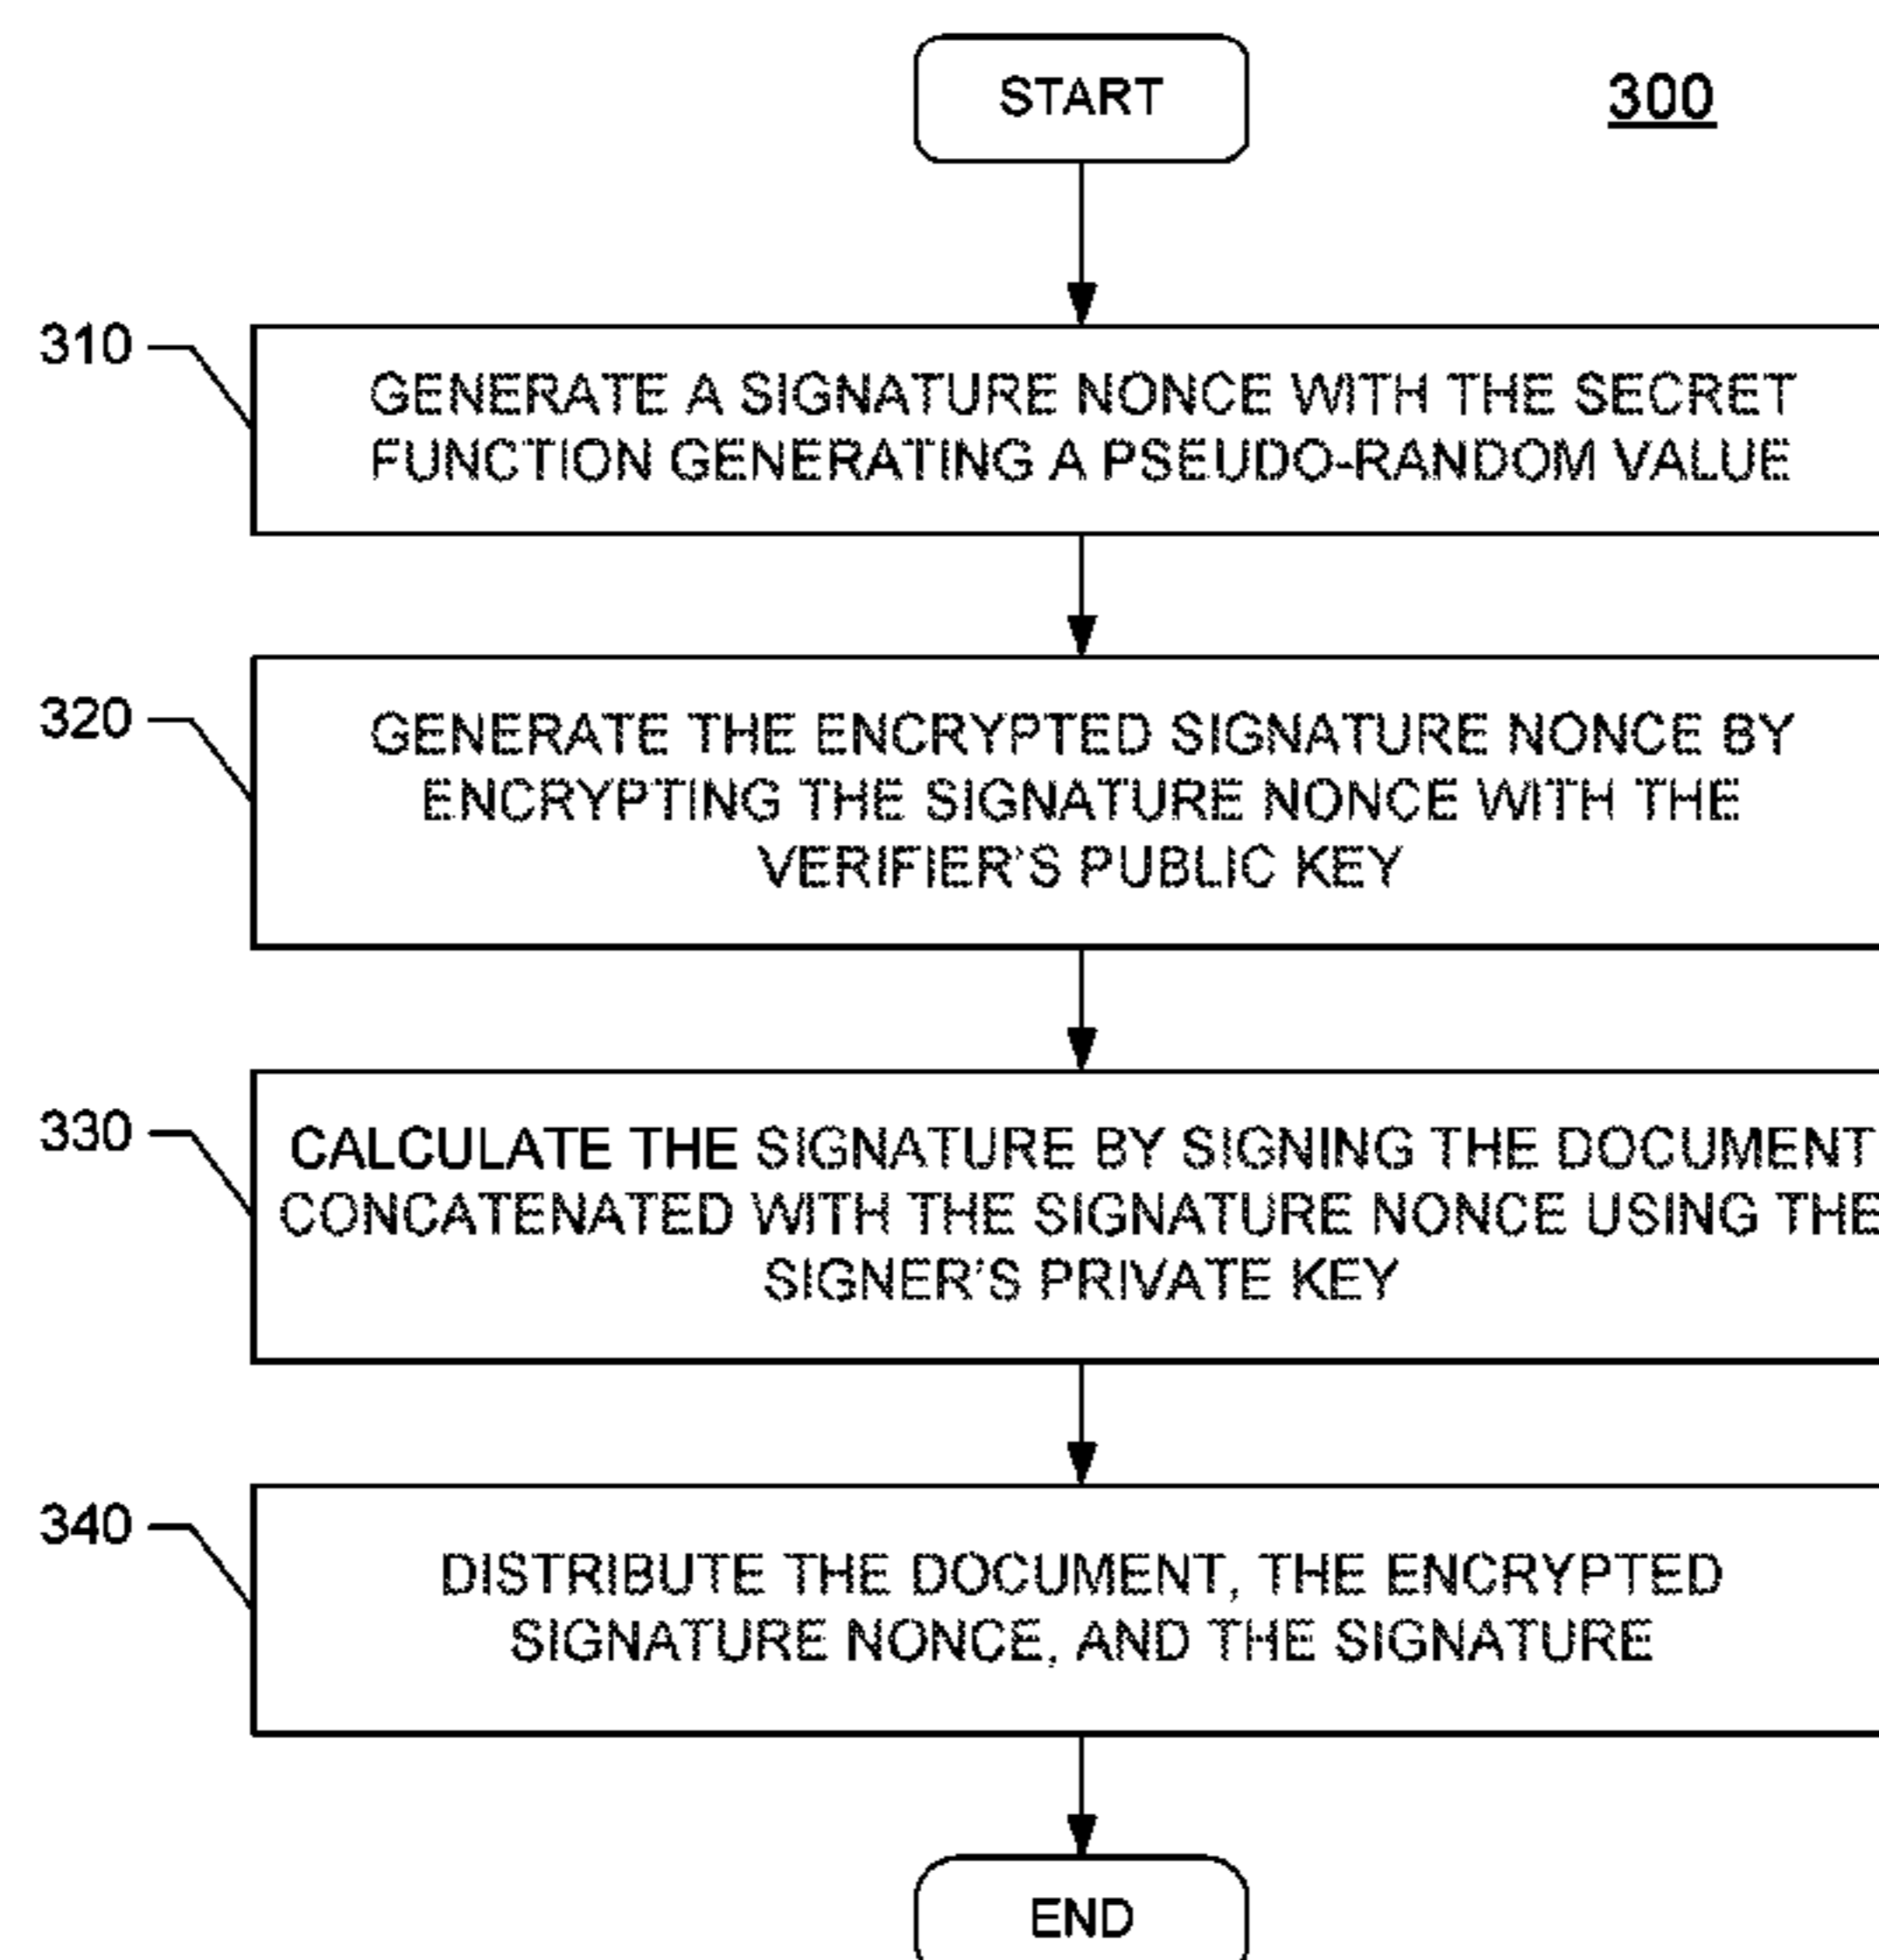 START
300
310
GENERATE A SIGNATURE NONCE WITH THE SECRET
FUNCTION GENERATING A PSEUDO-RANDOM VALUE
320
GENERATE THE ENCRYPTED SIGNATURE NONCE BY
ENCRYPTING THE SIGNATURE NONCE WITH THE
VERIFIER'S PUBLIC KEY
330
CALCULATE THE SIGNATURE BY SIGNING THE DOCUMENT
CONCATENATED WITH THE SIGNATURE NONCE USING THE
SIGNER'S PRIVATE KEY
340
DISTRIBUTE THE DOCUMENT, THE ENCRYPTED
SIGNATURE NONCE, AND THE SIGNATURE
END